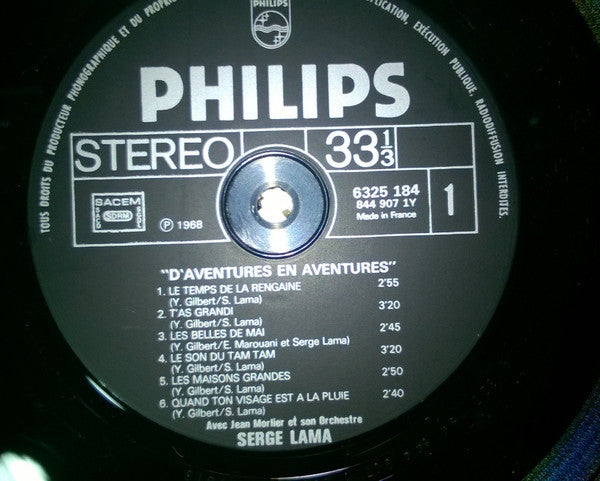 TOUS DROITS DU PRODUCTEUR PHONOGRAPHIQUE ET DU PROPRI
PLICATION, EXÉCUTION PUBLIQUE, RADIODIFFUSION INTERDITES.
PHILIPS
PHILIPS
STEREO
33 1/3
SACEM
SACD SDRM SGDL
℗ 1968
6325 184
844 907 1Y
Made in France
1
"D'AVENTURES EN AVENTURES"
1. LE TEMPS DE LA RENGAINE 2'55
(Y. Gilbert/S. Lama)
2. T'AS GRANDI 3'20
(Y. Gilbert/S. Lama)
3. LES BELLES DE MAI 2'45
(Y. Gilbert/E. Marouani et Serge Lama)
4. LE SON DU TAM TAM 3'20
(Y. Gilbert/S. Lama)
5. LES MAISONS GRANDES 2'50
(Y. Gilbert/S. Lama)
6. QUAND TON VISAGE EST A LA PLUIE 2'40
(Y. Gilbert/S. Lama)
Avec Jean Morlier et son Orchestre
SERGE LAMA